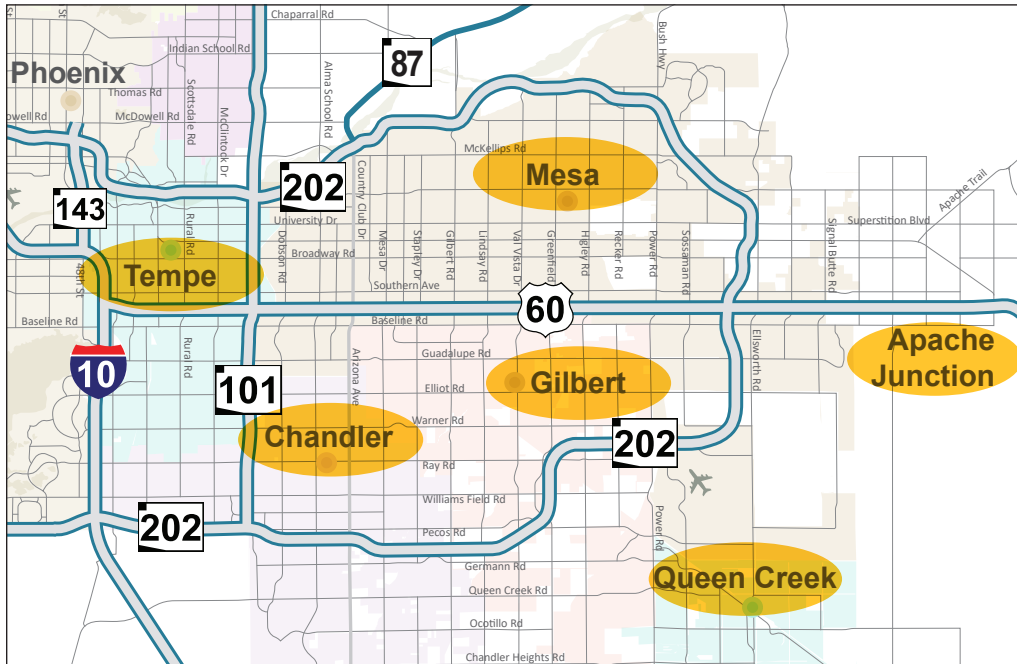 St
St
Chaparral Rd
Indian School Rd
87
Bush Hwy
Phoenix
Thomas Rd
Scottsdale Rd
McClintock Dr
Alma School Rd
owell Rd
McDowell Rd
McKellips Rd
202
Mesa
143
Country Club Dr
Apache Trail
University Dr
Superstition Blvd
Rural Rd
Dobson Rd
Broadway Rd
Mesa Dr
Stapley Dr
Gilbert Rd
Lindsay Rd
Val Vista Dr
Greenfield
Higley Rd
Recker Rd
Power Rd
Sossaman Rd
Signal Butte Rd
48th St
Tempe
Southern Ave
60
Baseline Rd
Baseline Rd
Rural Rd
Arizona Ave
Guadalupe Rd
Ellsworth Rd
Apache
Junction
10
101
Elliot Rd
Gilbert
Warner Rd
Chandler
202
Ray Rd
Williams Field Rd
202
Pecos Rd
Power Rd
Germann Rd
Queen Creek
Queen Creek Rd
Ocotillo Rd
Chandler Heights Rd